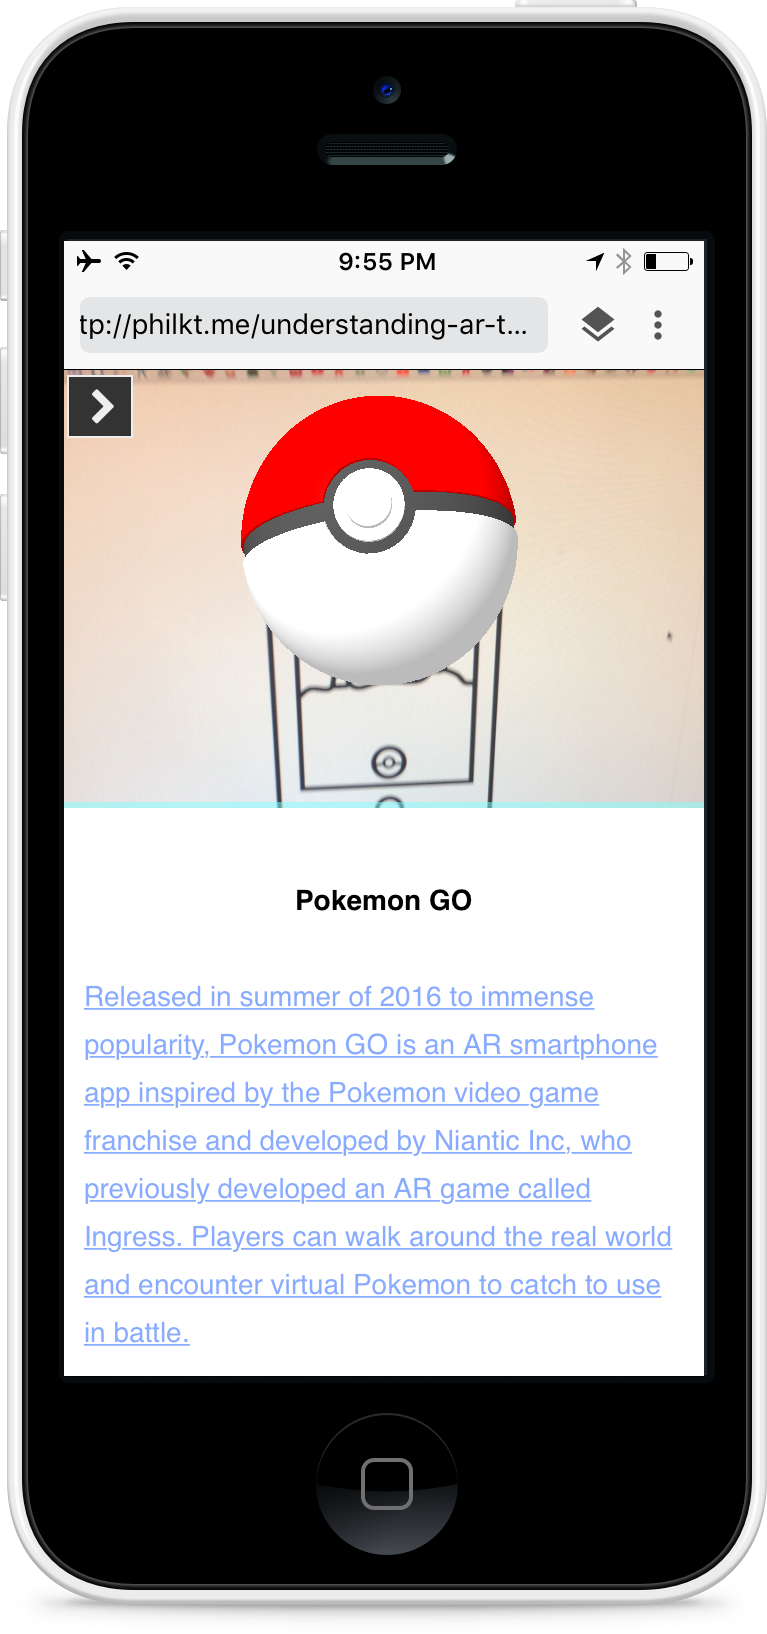 9:55 PM
tp://philkt.me/understanding-ar-t...
Pokemon GO
Released in summer of 2016 to immense
popularity, Pokemon GO is an AR smartphone
app inspired by the Pokemon video game
franchise and developed by Niantic Inc, who
previously developed an AR game called
Ingress. Players can walk around the real world
and encounter virtual Pokemon to catch to use
in battle.